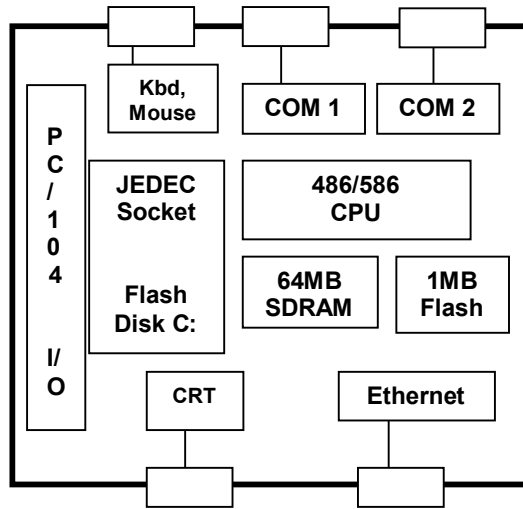 Kbd,
Mouse
COM 1
COM 2
P
C
/
1
0
4
I/
O
JEDEC
Socket
Flash
Disk C:
486/586
CPU
64MB
SDRAM
1MB
Flash
CRT
Ethernet